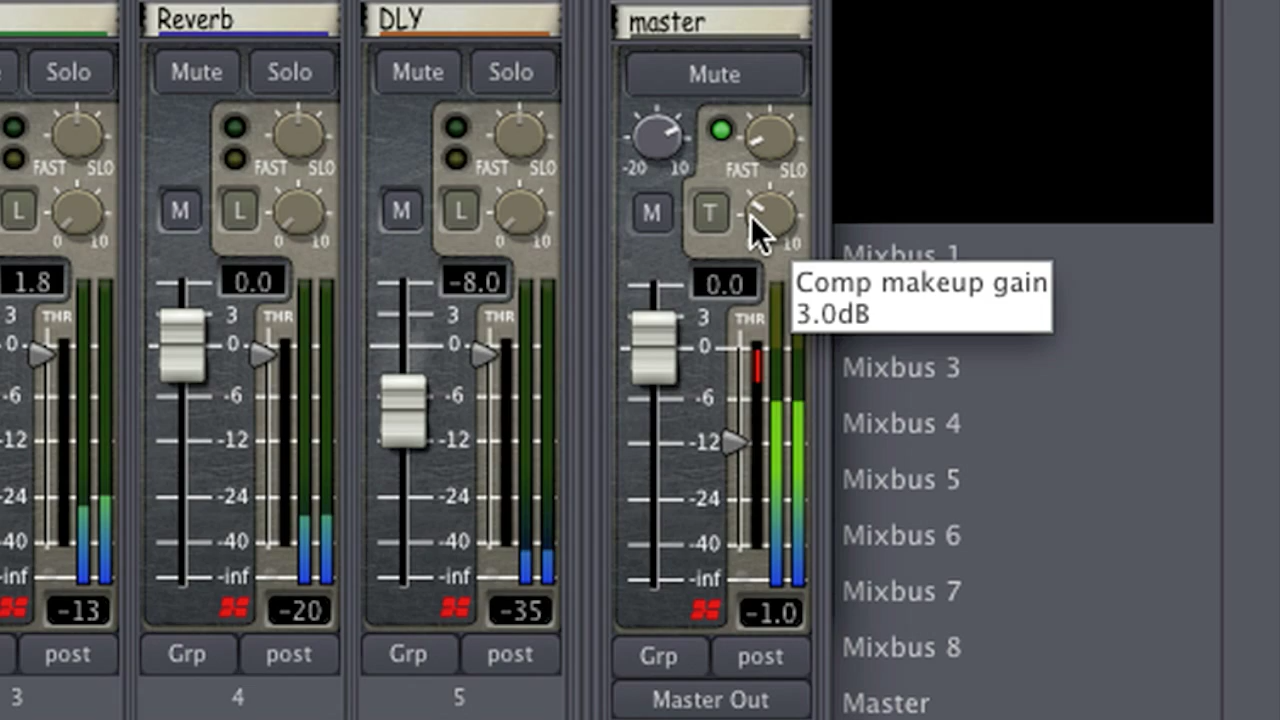 Reverb
DLY
master
Solo
Mute Solo
Mute Solo
Mute
FAST SLO
FAST SLO
FAST SLO
-20 10
FAST SLO
L
M L
M L
M T
0 10
0 10
0 10
10
1.8
0.0
-8.0
0.0
Comp makeup gain
3.0dB
3 THR
3 THR
3 THR
3 THR
0
0
0
0
-6
-6
-6
-6
-12
-12
-12
-12
-24
-24
-24
-24
-40
-40
-40
-40
-inf
-inf
-inf
-inf
-13
-20
-35
-1.0
post
Grp post
Grp post
Grp post
3
4
5
Master Out
Mixbus 1
Mixbus 3
Mixbus 4
Mixbus 5
Mixbus 6
Mixbus 7
Mixbus 8
Master